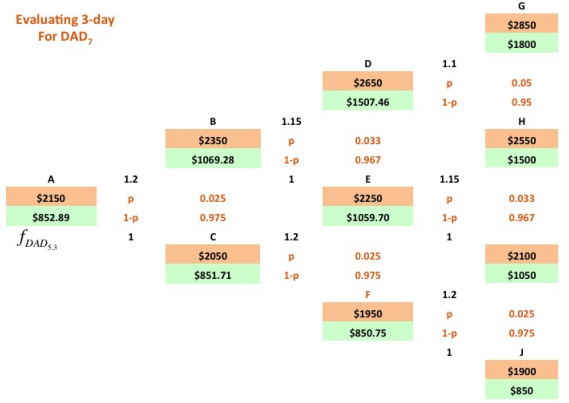 G
Evaluating 3-day
For DAD7
$2850
$1800
D 1.1
$2650 p 0.05
$1507.46 1-p 0.95
B 1.15 H
$2350 p 0.033 $2550
$1069.28 1-p 0.967 $1500
A 1.2 1 E 1.15
$2150 p 0.025 $2250 p 0.033
$852.89 1-p 0.975 $1059.70 1-p 0.967
fDAD5.3 1 C 1.2 1
$2050 p 0.025 $2100
$851.71 1-p 0.975 $1050
F 1.2
$1950 p 0.025
$850.75 1-p 0.975
1 J
$1900
$850